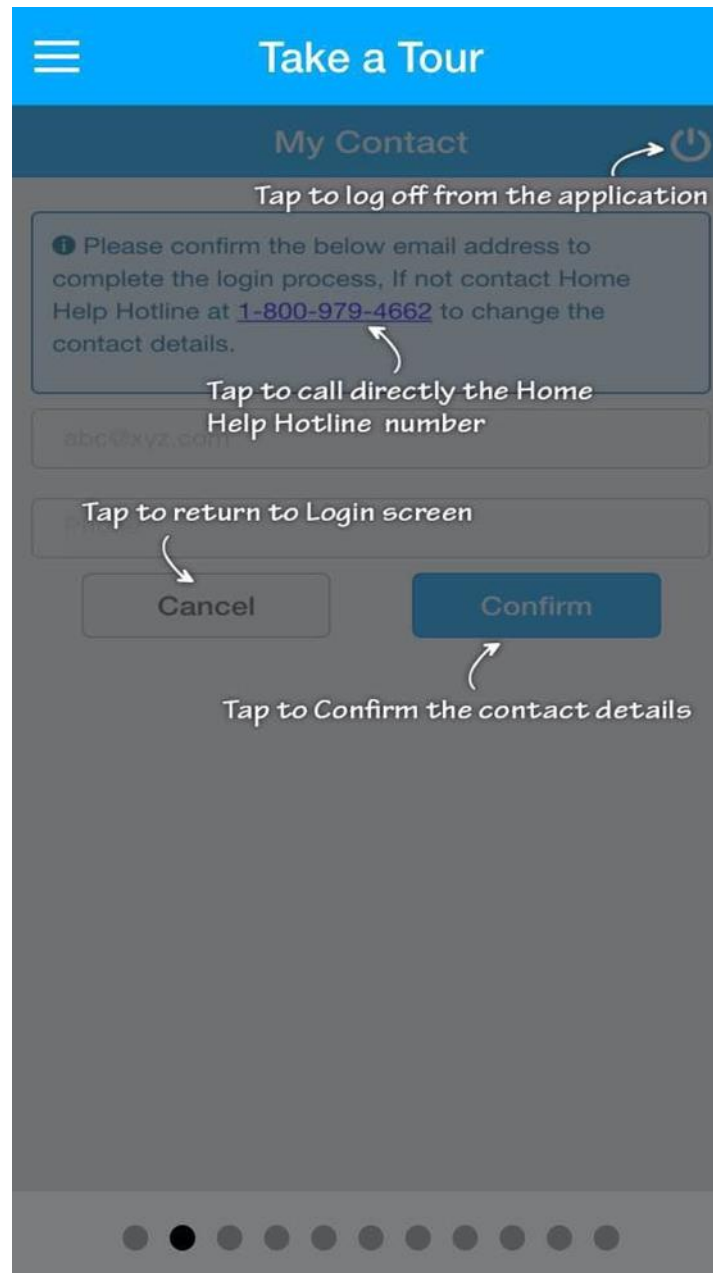 Take a Tour
My Contact
Tap to log off from the application
Please confirm the below email address to
complete the login process, If not contact Home
Help Hotline at 1-800-979-4662 to change the
contact details.
Tap to call directly the Home
Help Hotline number
abc@xyz.com
Tap to return to Login screen
Cancel
Confirm
Tap to Confirm the contact details